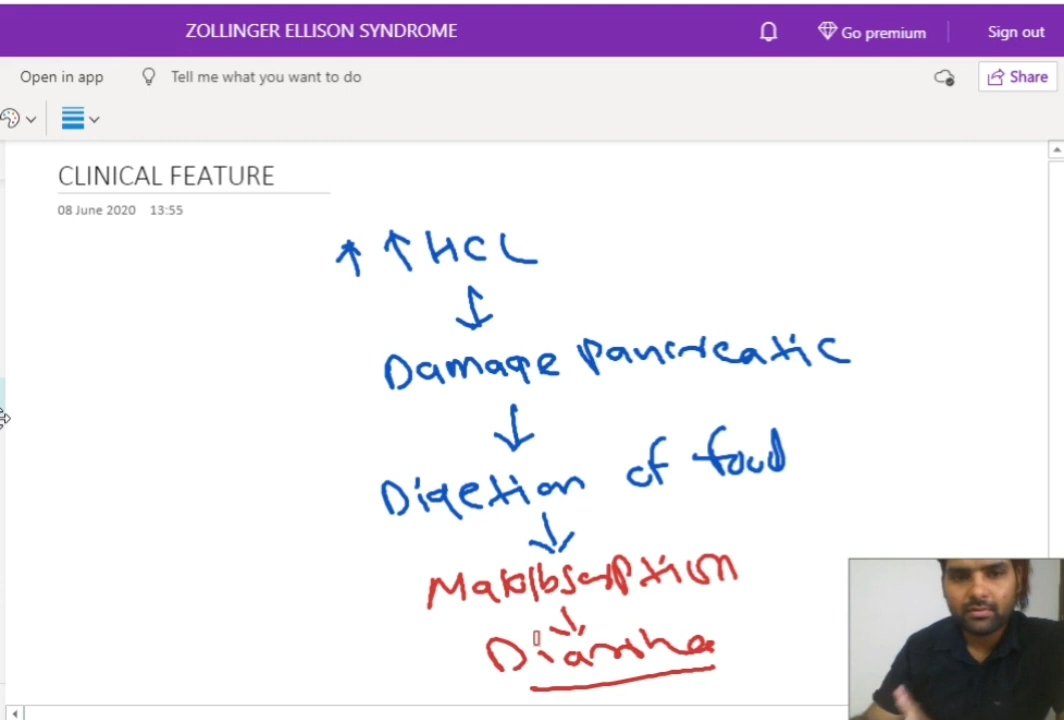 ZOLLINGER ELLISON SYNDROME
Go premium
Sign out
Open in app
Tell me what you want to do
Share
CLINICAL FEATURE
08 June 2020 13:55
↑ ↑ HCL
↓
Damage pancreatic
↓
Digetion of food
↓
Malabsorption
↓
Diarrhea